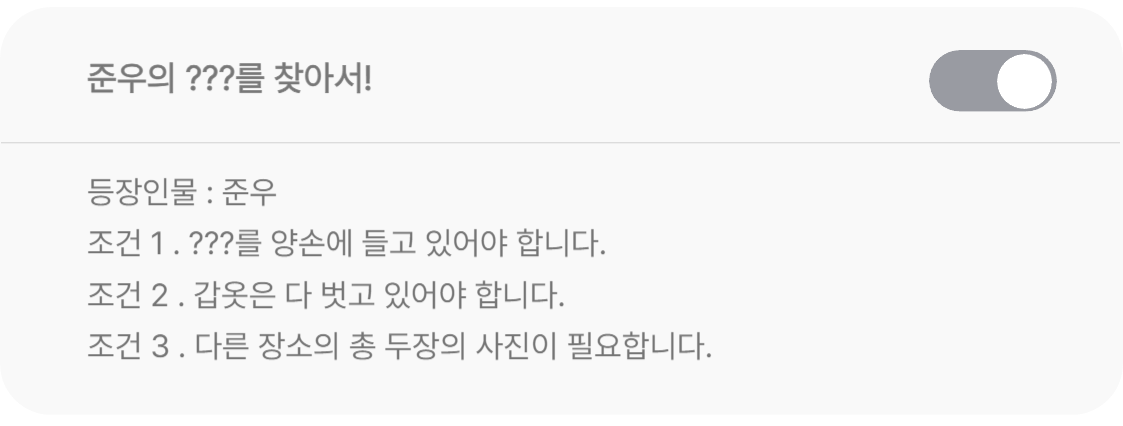 준우의 ???를 찾아서!
등장인물 : 준우
조건 1 . ???를 양손에 들고 있어야 합니다.
조건 2 . 갑옷은 다 벗고 있어야 합니다.
조건 3 . 다른 장소의 총 두장의 사진이 필요합니다.